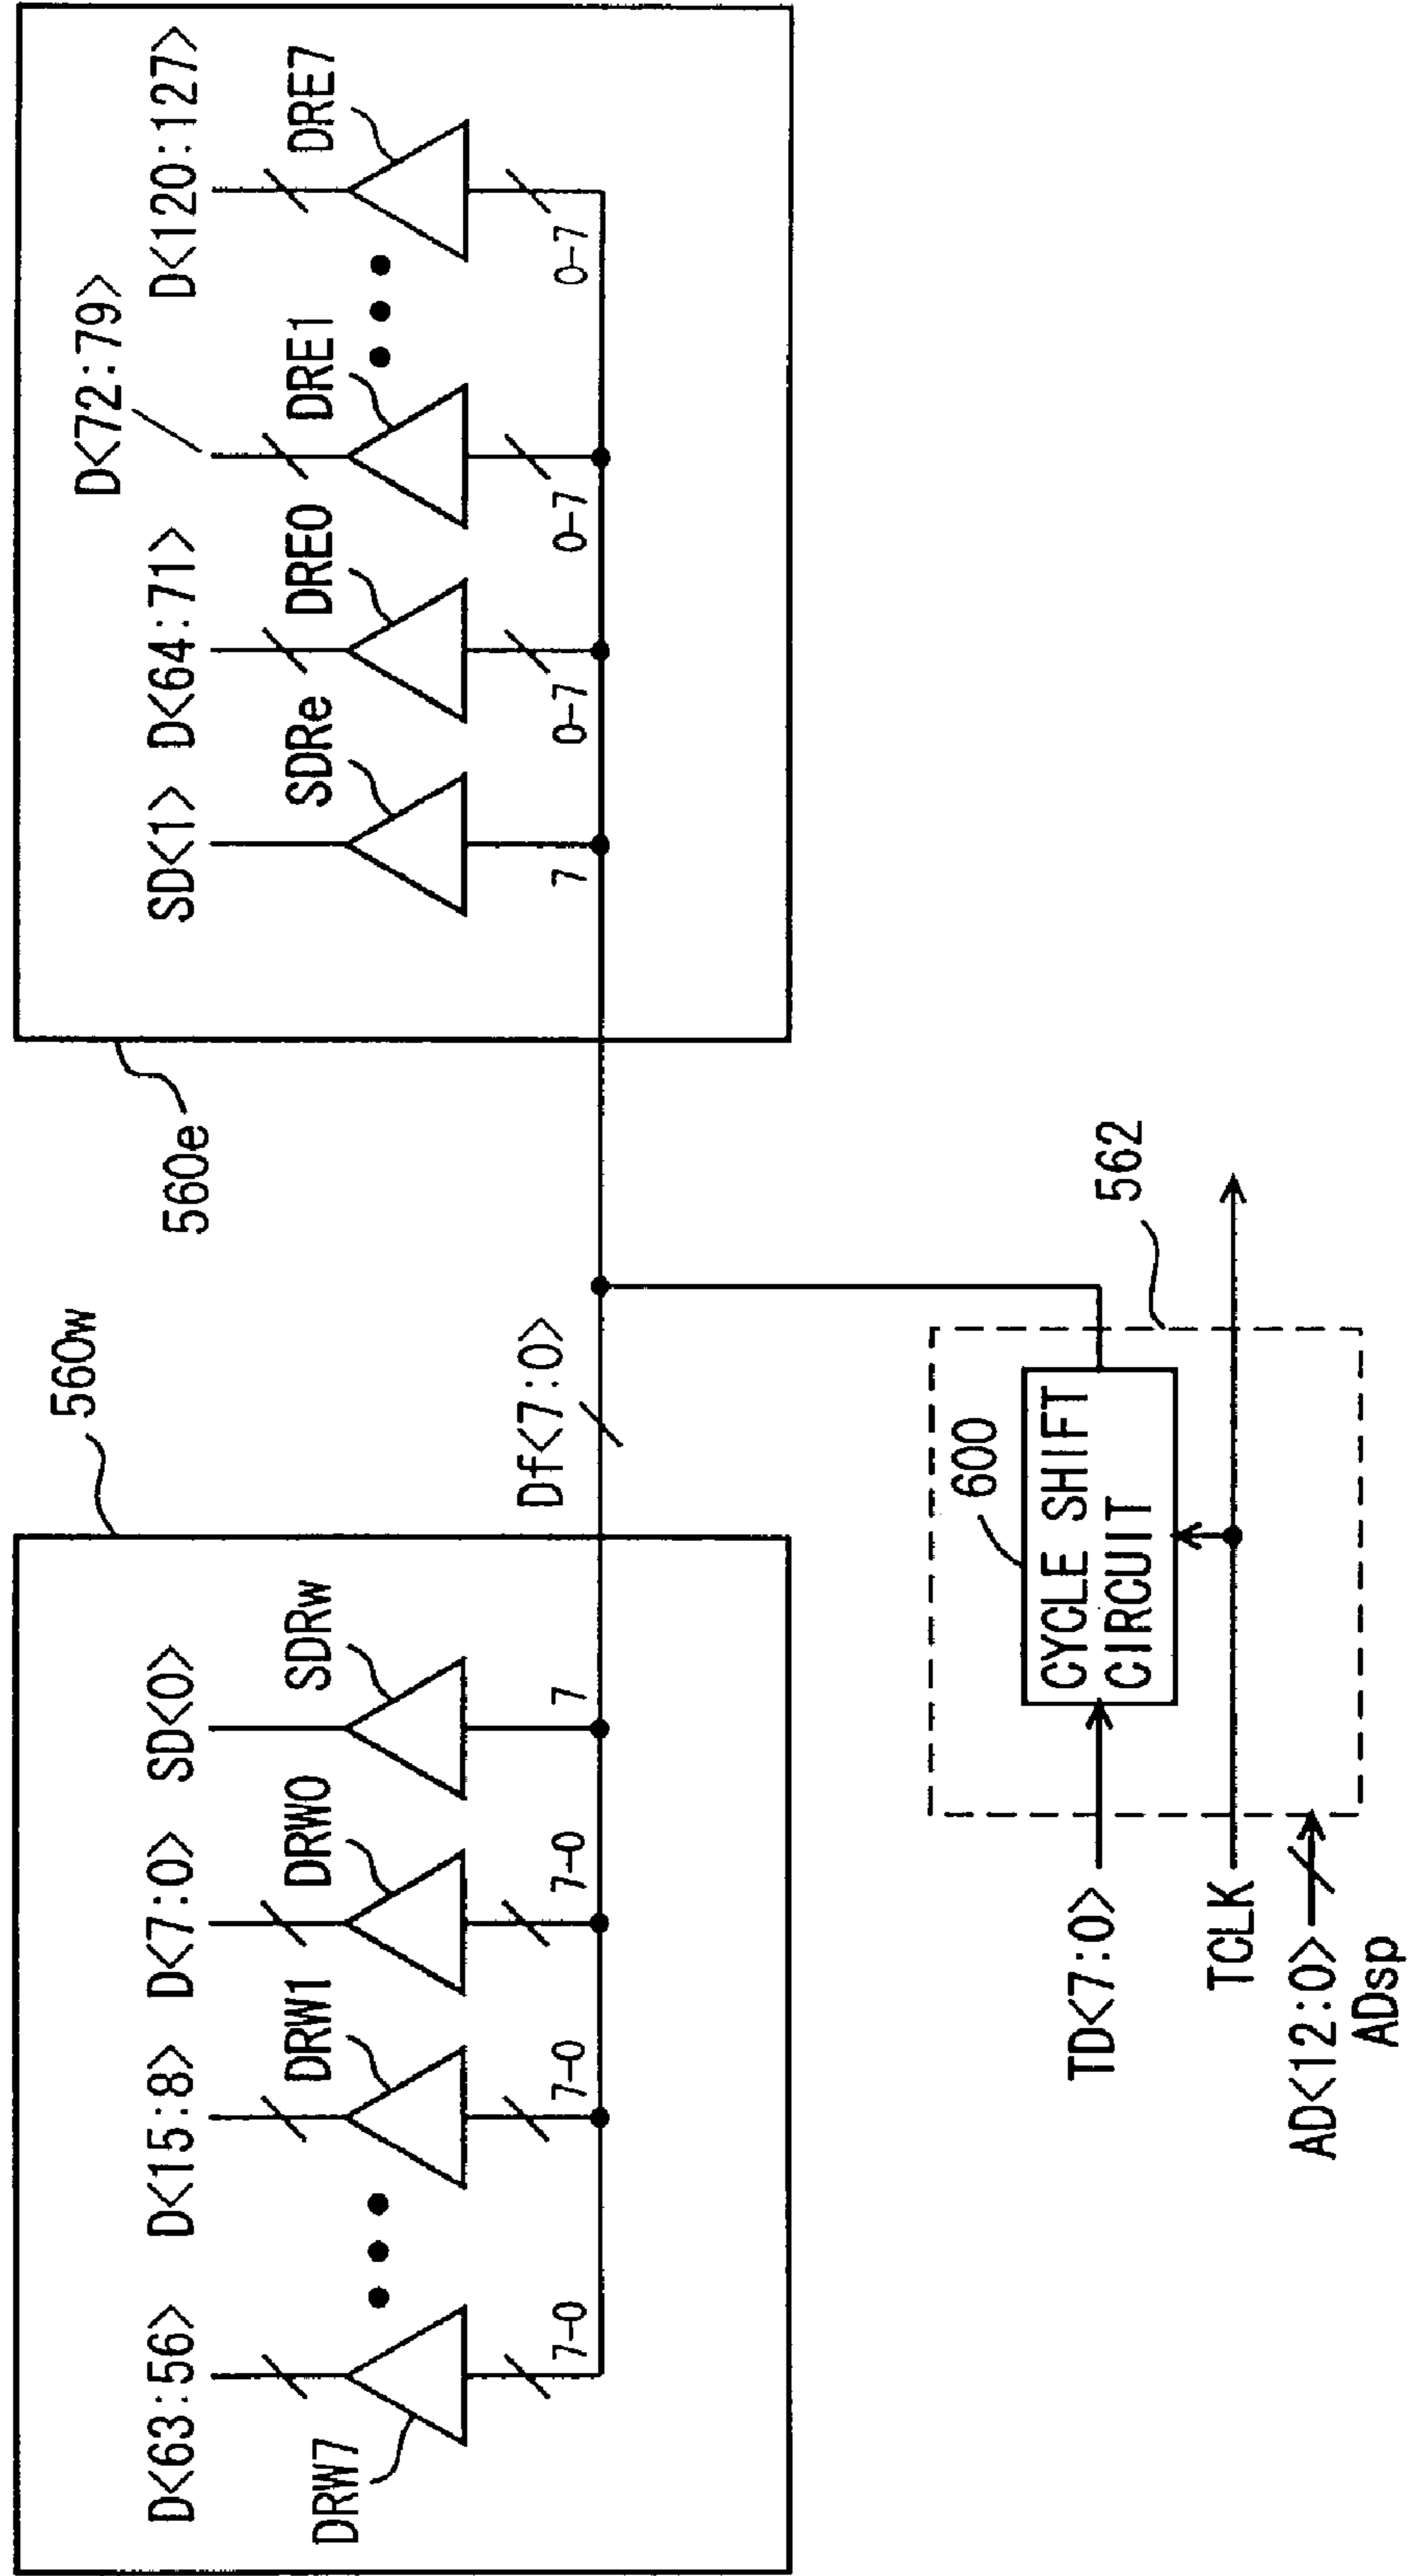 560w
560e
D<63:56>
D<15:8>
D<7:0>
SD<0>
SD<1>
D<64:71>
D<72:79>
D<120:127>
DRW7
DRW1
DRW0
SDRw
SDRe
DRE0
DRE1
DRE7
7-0
7-0
7-0
7
Df<7:0>
7
0-7
0-7
0-7
600
562
CYCLE SHIFT
CIRCUIT
TD<7:0>
TCLK
AD<12:0>
ADsp